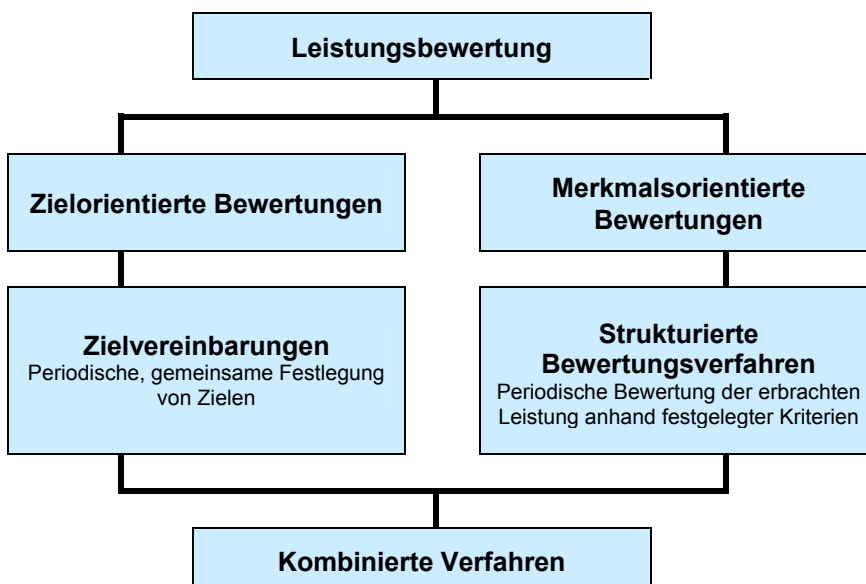 Leistungsbewertung
Zielorientierte Bewertungen
Merkmalsorientierte
Bewertungen
Zielvereinbarungen
Periodische, gemeinsame Festlegung
von Zielen
Strukturierte
Bewertungsverfahren
Periodische Bewertung der erbrachten
Leistung anhand festgelegter Kriterien
Kombinierte Verfahren